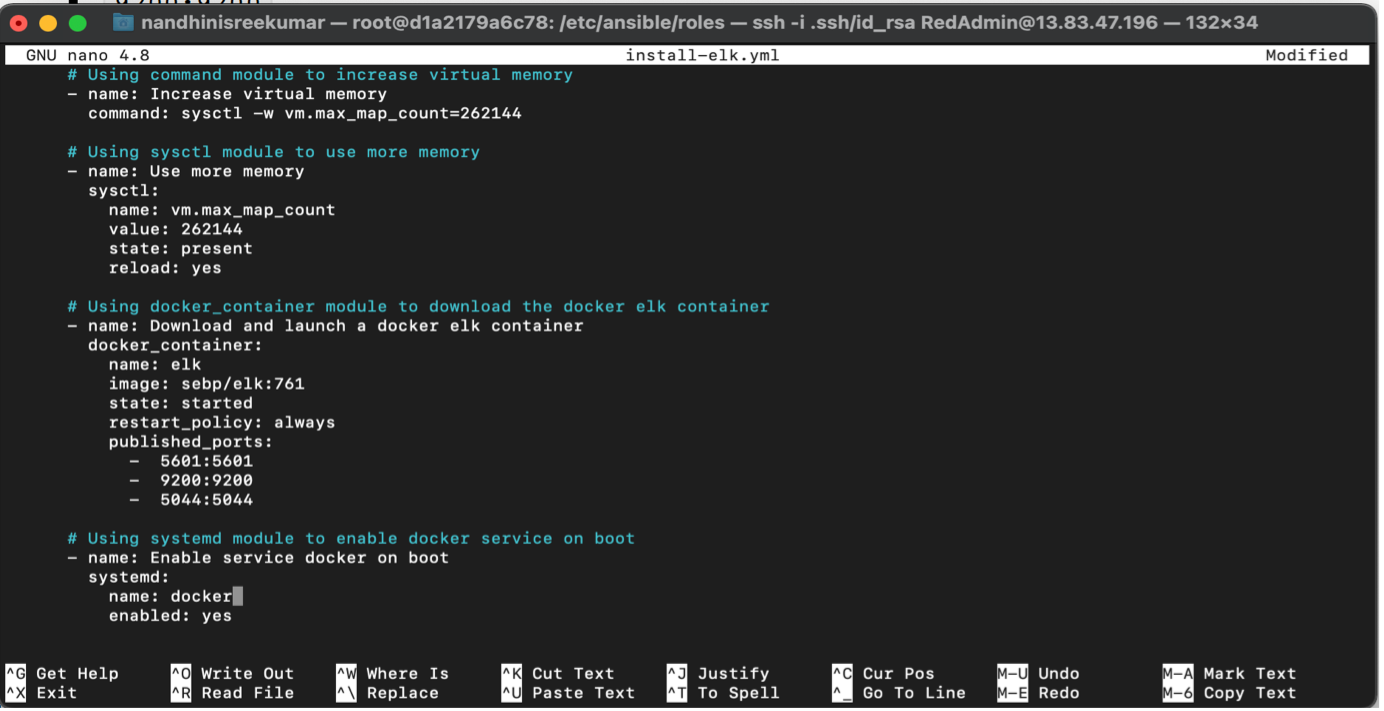 nandhinisreekumar — root@d1a2179a6c78: /etc/ansible/roles — ssh -i .ssh/id_rsa RedAdmin@13.83.47.196 — 132×34
GNU nano 4.8 install-elk.yml Modified
# Using command module to increase virtual memory
- name: Increase virtual memory
command: sysctl -w vm.max_map_count=262144
# Using sysctl module to use more memory
- name: Use more memory
sysctl:
name: vm.max_map_count
value: 262144
state: present
reload: yes
# Using docker_container module to download the docker elk container
- name: Download and launch a docker elk container
docker_container:
name: elk
image: sebp/elk:761
state: started
restart_policy: always
published_ports:
- 5601:5601
- 9200:9200
- 5044:5044
# Using systemd module to enable docker service on boot
- name: Enable service docker on boot
systemd:
name: docker
enabled: yes
^G Get Help ^O Write Out ^W Where Is ^K Cut Text ^J Justify ^C Cur Pos M-U Undo M-A Mark Text
^X Exit ^R Read File ^\ Replace ^U Paste Text ^T To Spell ^_ Go To Line M-E Redo M-6 Copy Text